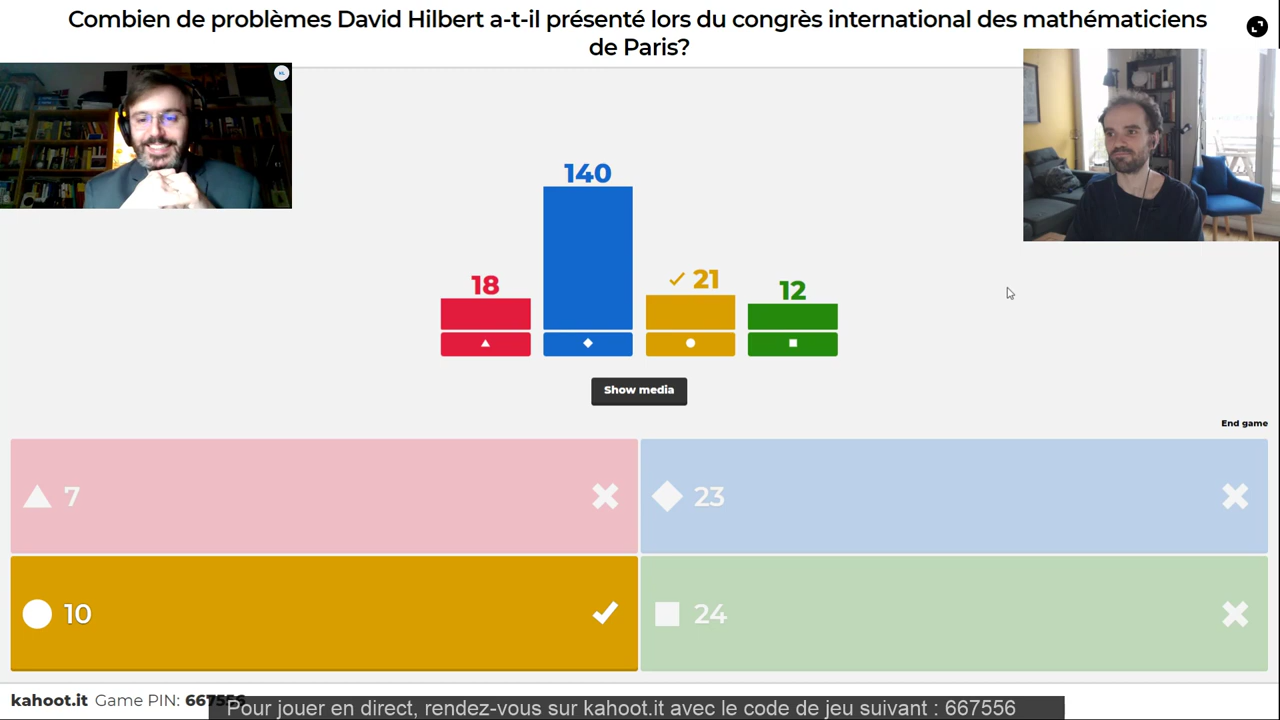 Combien de problèmes David Hilbert a-t-il présenté lors du congrès international des mathématiciens
de Paris?
140
18
21
12
Show media
End game
7
23
10
24
kahoot.it Game PIN: 667556
Pour jouer en direct, rendez-vous sur kahoot.it avec le code de jeu suivant : 667556